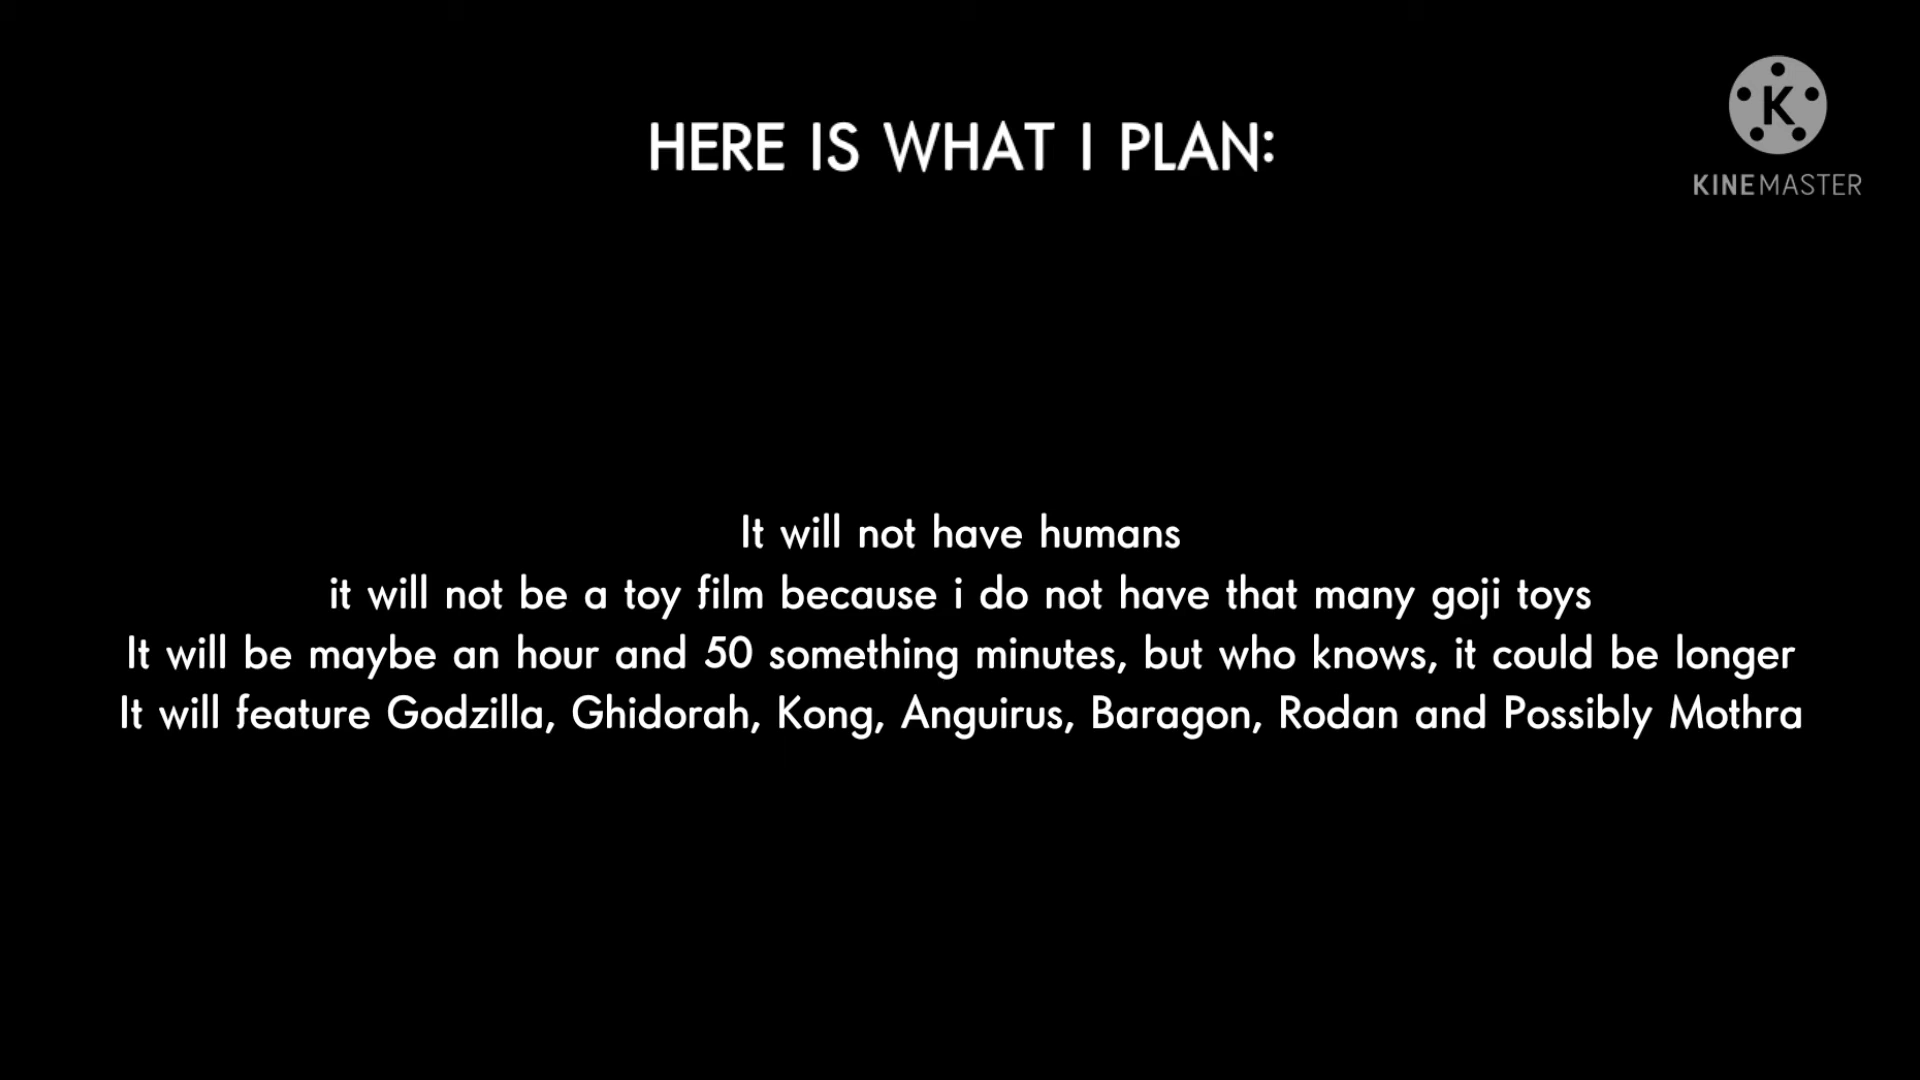 HERE IS WHAT I PLAN:
K
KINEMASTER
It will not have humans
it will not be a toy film because i do not have that many goji toys
It will be maybe an hour and 50 something minutes, but who knows, it could be longer
It will feature Godzilla, Ghidorah, Kong, Anguirus, Baragon, Rodan and Possibly Mothra